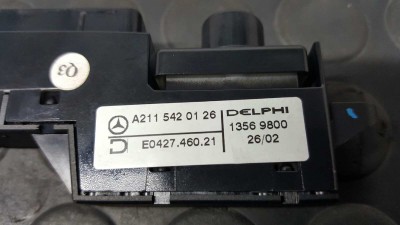 Q3
A211 542 01 26
DELPHI
D
E0427.460.21
1356 9800
26/02